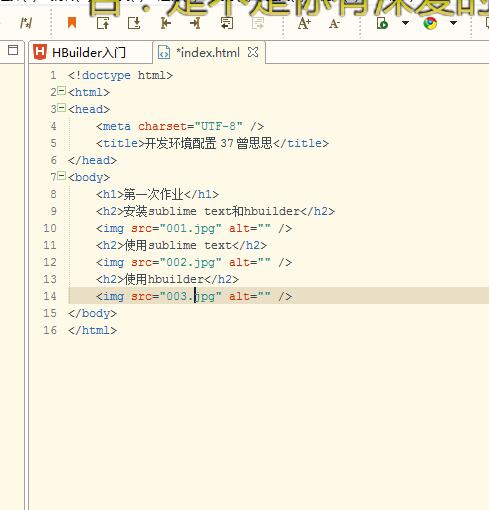 HBuilder入门 *index.html
1 <!doctype html>
2 <html>
3 <head>
4 <meta charset="UTF-8" />
5 <title>开发环境配置 37曾思思</title>
6 </head>
7 <body>
8 <h1>第一次作业</h1>
9 <h2>安装sublime text和hbuilder</h2>
10 <img src="001.jpg" alt="" />
11 <h2>使用sublime text</h2>
12 <img src="002.jpg" alt="" />
13 <h2>使用hbuilder</h2>
14 <img src="003.jpg" alt="" />
15 </body>
16 </html>